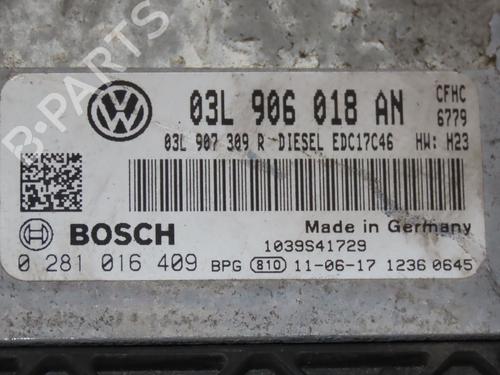 B-PARTS
VW
03L 906 018 AN CFHC
6779
03L 907 309 R DIESEL EDC17C46 HW: H23
Made in Germany
BOSCH 1039S41729
0 281 016 409 BPG 810 11-06-17 1236 0645